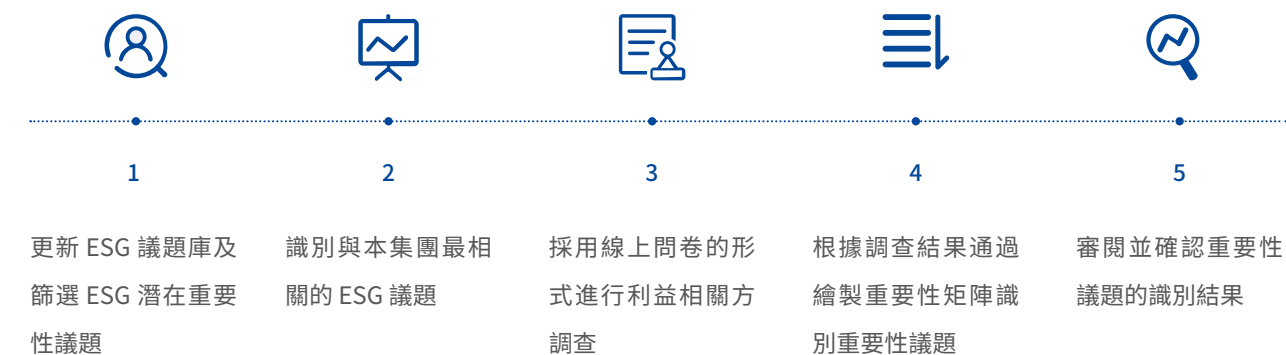 1
更新 ESG 議題庫及
篩選 ESG 潛在重要
性議題
2
識別與本集團最相
關的 ESG 議題
3
採用線上問卷的形
式進行利益相關方
調查
4
根據調查結果通過
繪製重要性矩陣識
別重要性議題
5
審閱並確認重要性
議題的識別結果